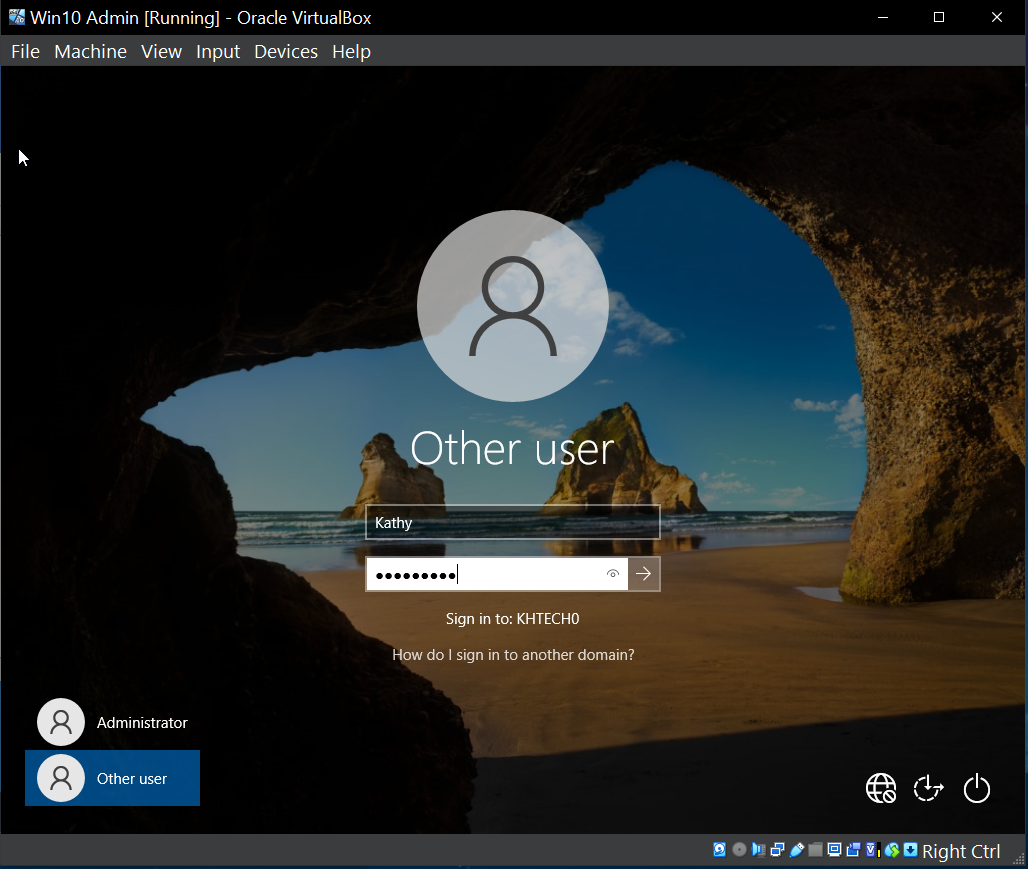 Win10 Admin [Running] - Oracle VirtualBox
File Machine View Input Devices Help
Other user
Kathy
Sign in to: KHTECH0
How do I sign in to another domain?
Administrator
Other user
Right Ctrl